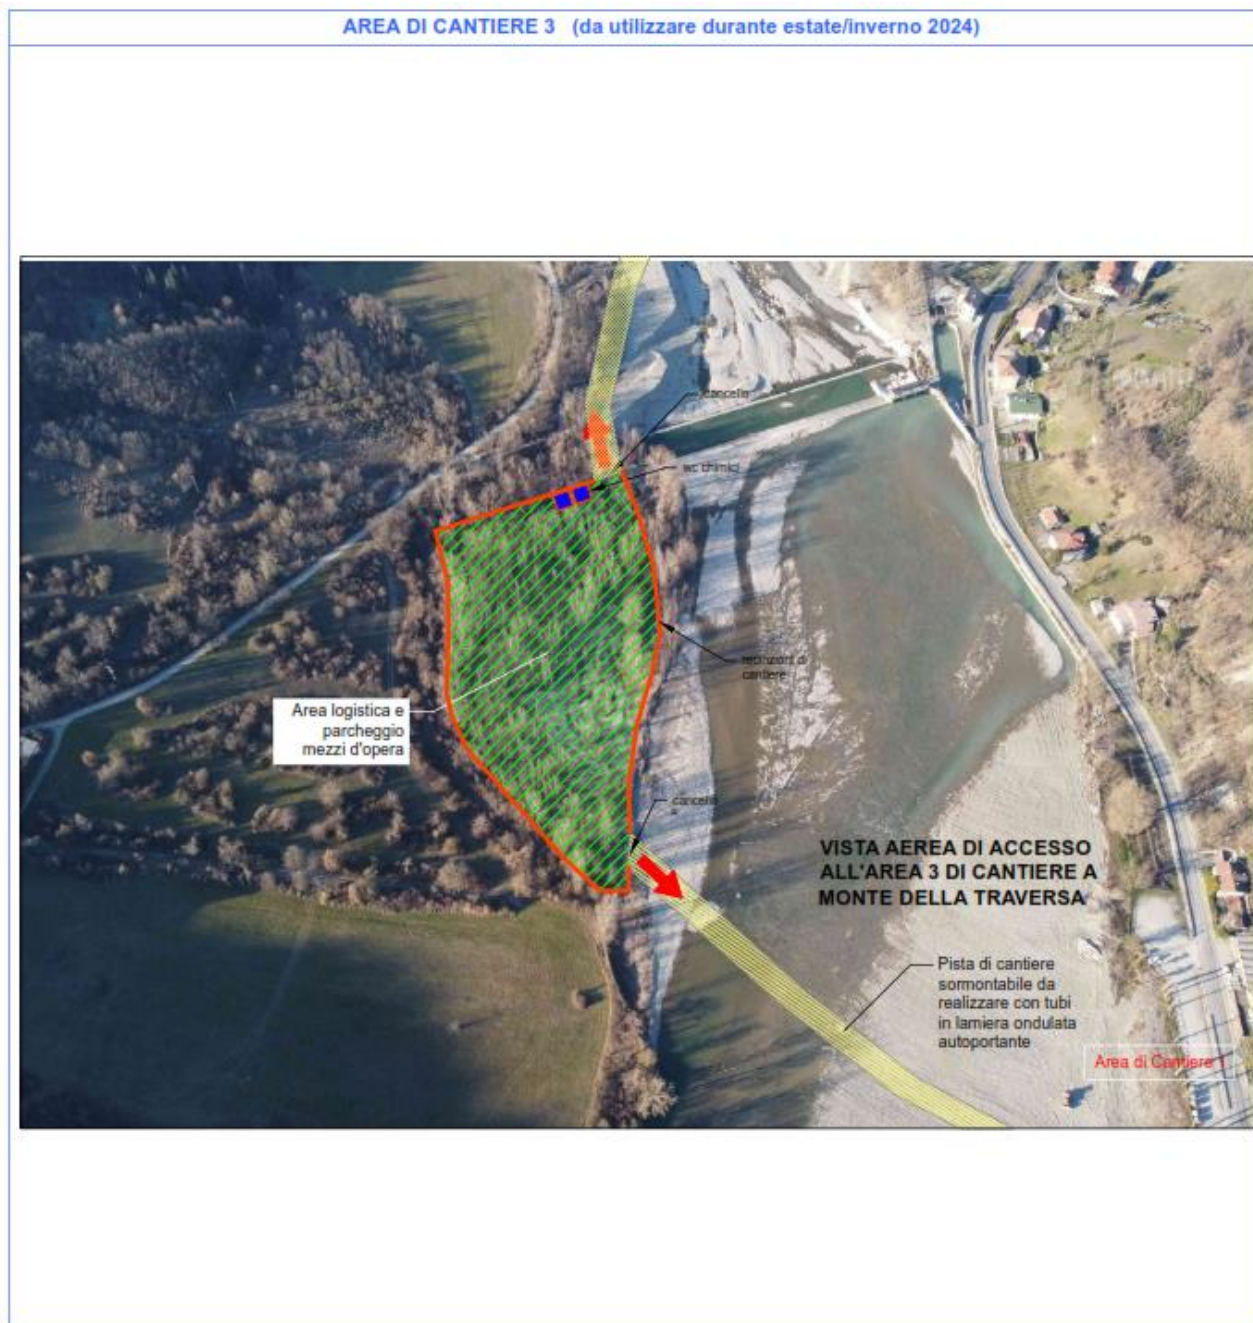 AREA DI CANTIERE 3 (da utilizzare durante estate/inverno 2024)
cancello
wc chimici
recinzioni di
cantiere
Area logistica e
parcheggio
mezzi d'opera
cancello
VISTA AEREA DI ACCESSO
ALL'AREA 3 DI CANTIERE A
MONTE DELLA TRAVERSA
Pista di cantiere
sormontabile da
realizzare con tubi
in lamiera ondulata
autoportante
Area di Cantiere 1